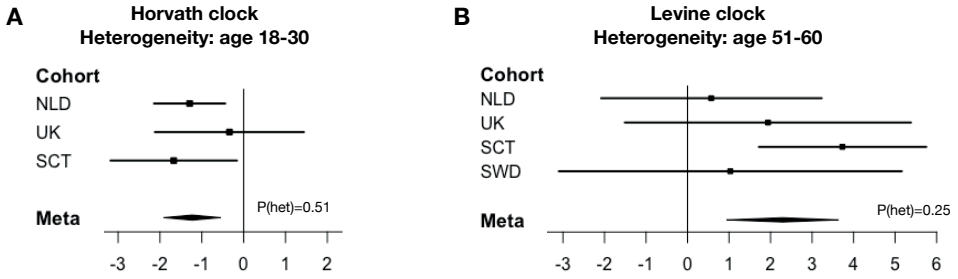 A
Horvath clock
Heterogeneity: age 18-30
Cohort
NLD
UK
SCT
Meta
P(het)=0.51
-3 -2 -1 0 1 2
B
Levine clock
Heterogeneity: age 51-60
Cohort
NLD
UK
SCT
SWD
Meta
P(het)=0.25
-3 -2 -1 0 1 2 3 4 5 6